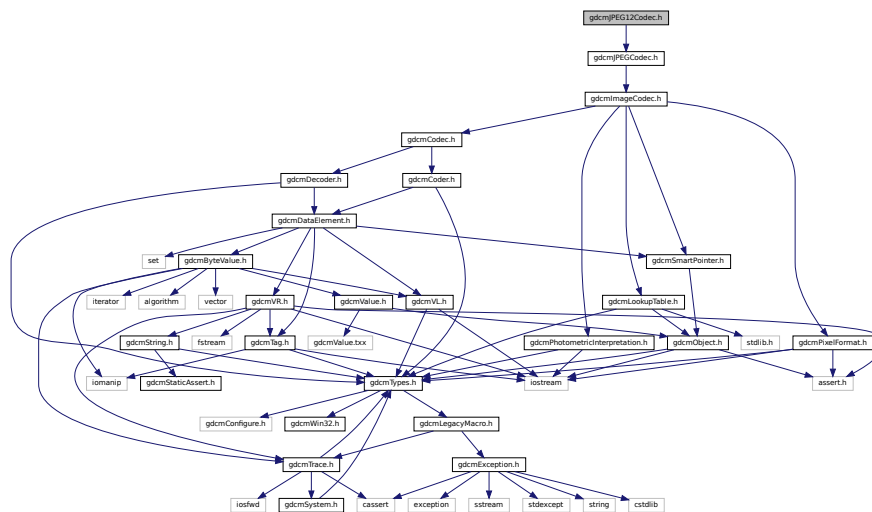 gdcmJPEG12Codec.h
gdcmJPEGCodec.h
gdcmImageCodec.h
gdcmCodec.h
gdcmDecoder.h
gdcmCoder.h
gdcmDataElement.h
set
gdcmByteValue.h
gdcmSmartPointer.h
iterator
algorithm
vector
gdcmVR.h
gdcmValue.h
gdcmVL.h
gdcmLookupTable.h
gdcmString.h
fstream
gdcmTag.h
gdcmValue.txx
gdcmPhotometricInterpretation.h
gdcmObject.h
stdlib.h
gdcmPixelFormat.h
iomanip
gdcmStaticAssert.h
gdcmTypes.h
iostream
assert.h
gdcmConfigure.h
gdcmWin32.h
gdcmLegacyMacro.h
gdcmTrace.h
gdcmException.h
iosfwd
gdcmSystem.h
cassert
exception
sstream
stdexcept
string
cstdlib